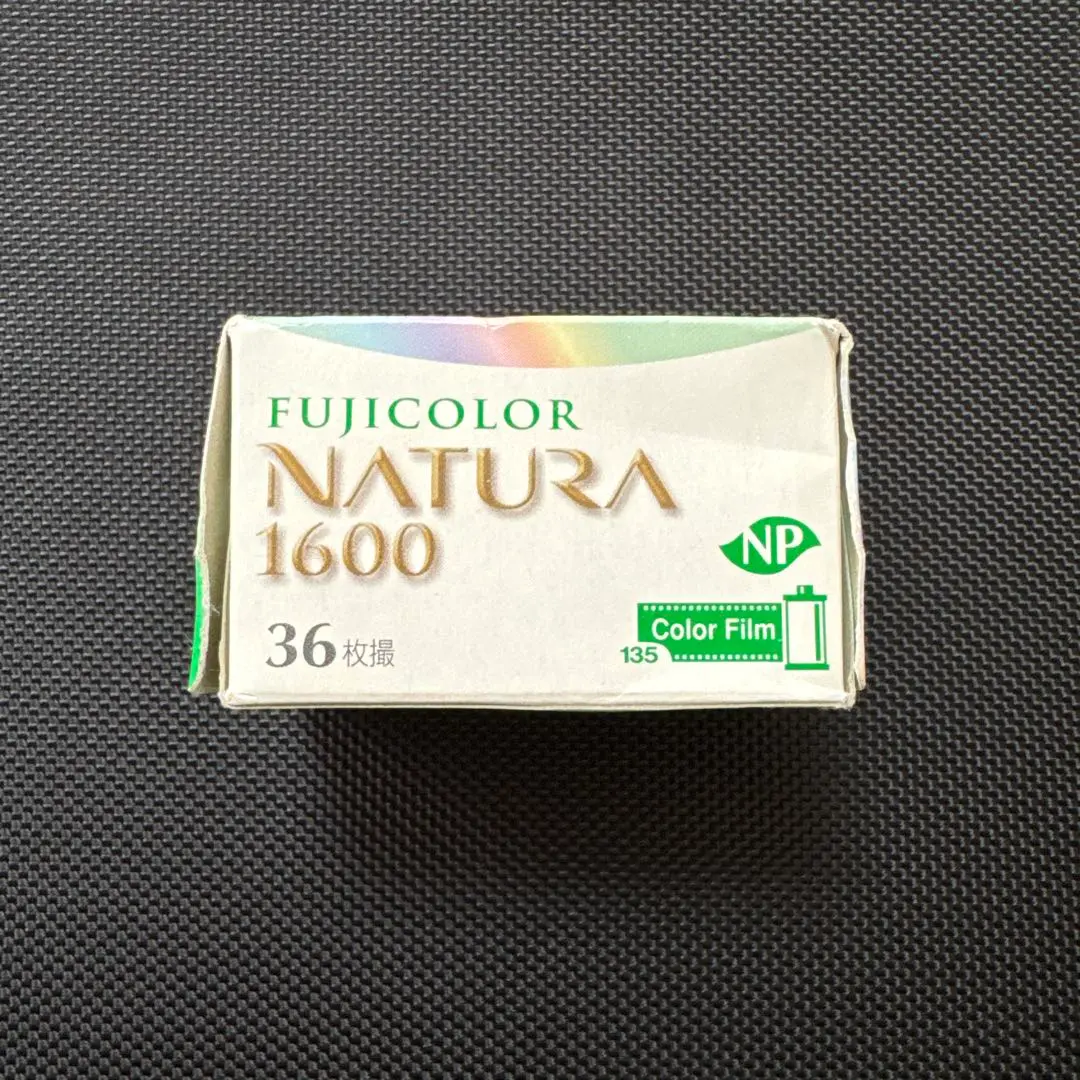 FUJICOLOR
NATURA
1600
NP
36枚撮
Color Film
135